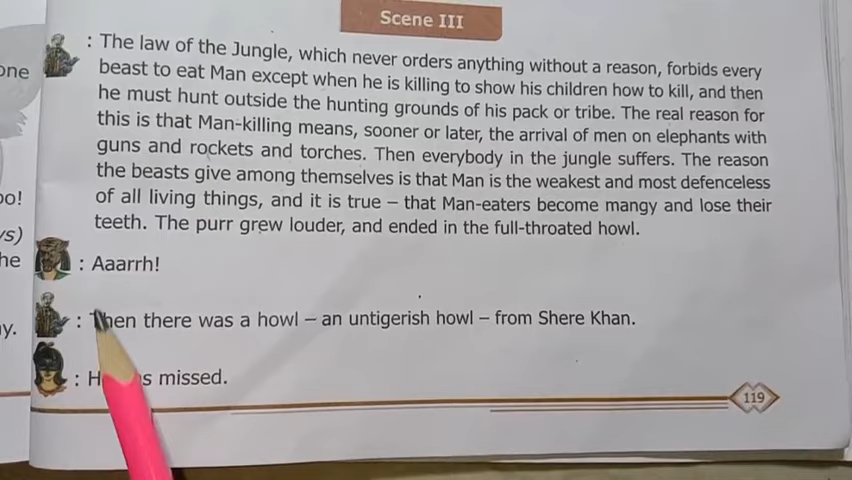 Scene III
: The law of the Jungle, which never orders anything without a reason, forbids every
beast to eat Man except when he is killing to show his children how to kill, and then
he must hunt outside the hunting grounds of his pack or tribe. The real reason for
this is that Man-killing means, sooner or later, the arrival of men on elephants with
guns and rockets and torches. Then everybody in the jungle suffers. The reason
the beasts give among themselves is that Man is the weakest and most defenceless
of all living things, and it is true – that Man-eaters become mangy and lose their
teeth. The purr grew louder, and ended in the full-throated howl.
: Aaarrh!
: Then there was a howl – an untigerish howl – from Shere Khan.
: missed.
119